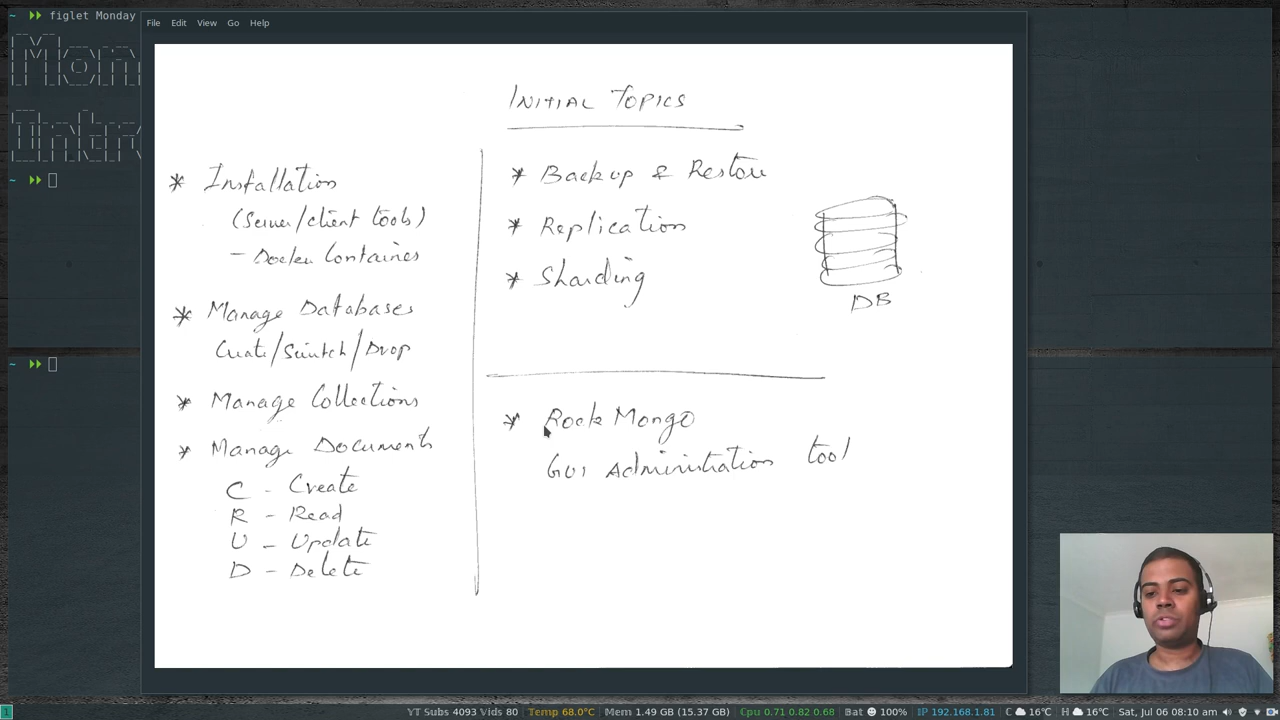 ~ figlet Monday
File Edit View Go Help
Mon
Intr
~
~
INITIAL TOPICS
* Installation
(Server/client tools)
- Docker Containers
* Manage Databases
Create/Switch/Drop
* Manage Collections
* Manage Documents
C - Create
R - Read
U - Update
D - Delete
* Backup & Restore
* Replication
* Sharding
DB
* Rock Mongo
GUI Administration tool
1
YT Subs 4093 Vids 80 Temp 68.0°C Mem 1.49 GB (15.37 GB) Cpu 0.71 0.82 0.68 Bat 100% IP 192.168.1.81 C 16°C H 16°C Sat, Jul 06 08:10 am